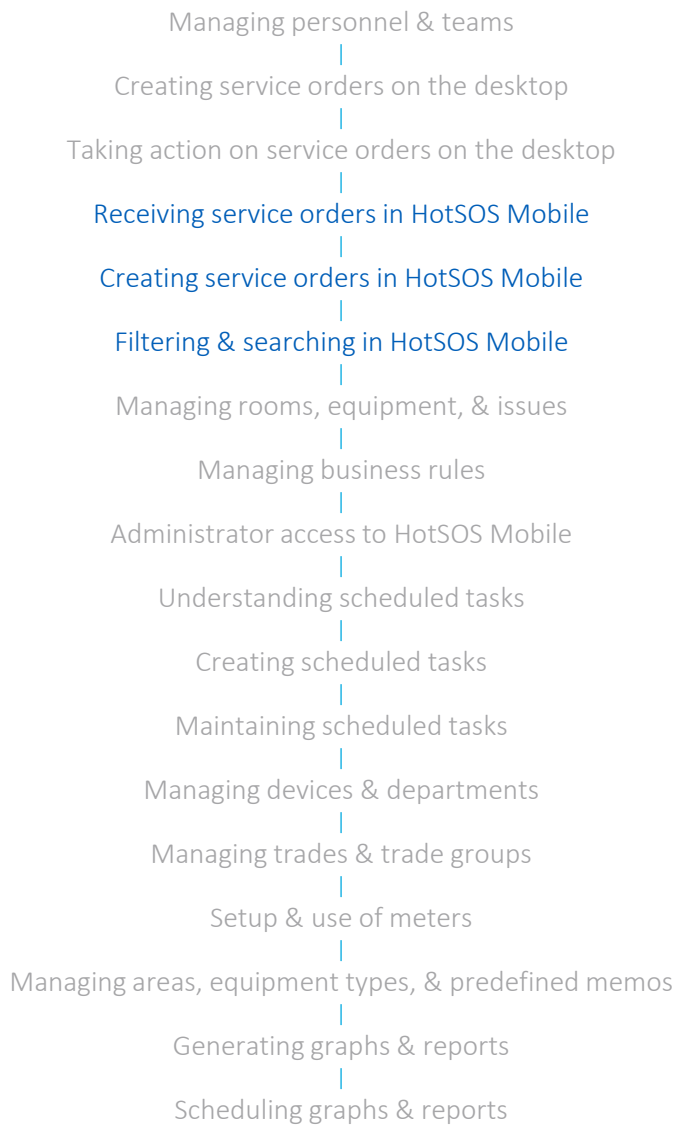 Managing personnel & teams
Creating service orders on the desktop
Taking action on service orders on the desktop
Receiving service orders in HotSOS Mobile
Creating service orders in HotSOS Mobile
Filtering & searching in HotSOS Mobile
Managing rooms, equipment, & issues
Managing business rules
Administrator access to HotSOS Mobile
Understanding scheduled tasks
Creating scheduled tasks
Maintaining scheduled tasks
Managing devices & departments
Managing trades & trade groups
Setup & use of meters
Managing areas, equipment types, & predefined memos
Generating graphs & reports
Scheduling graphs & reports